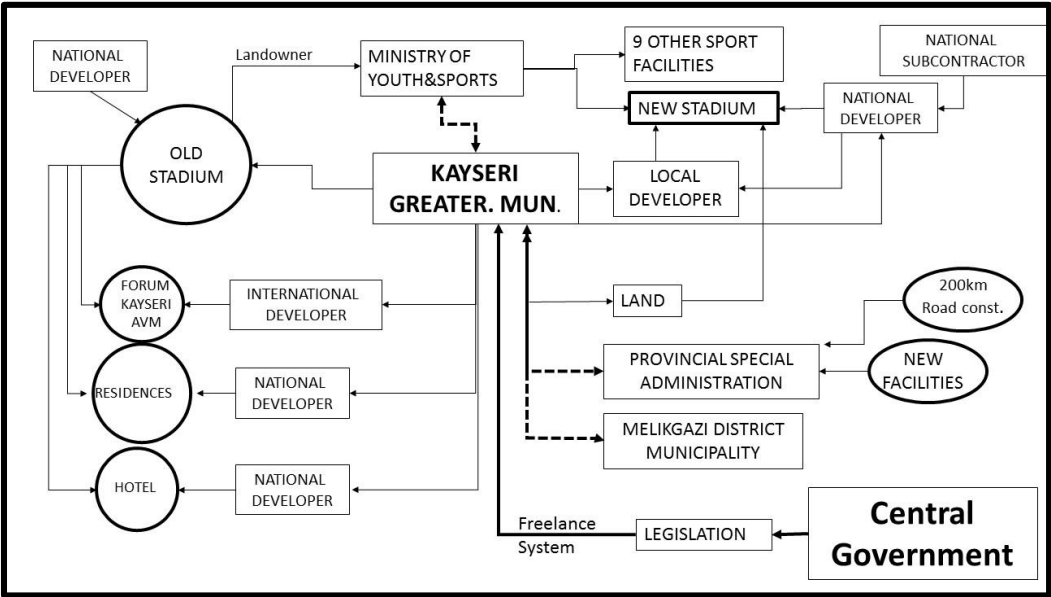 NATIONAL
DEVELOPER
Landowner
MINISTRY OF
YOUTH&SPORTS
9 OTHER SPORT
FACILITIES
NATIONAL
SUBCONTRACTOR
NEW STADIUM
NATIONAL
DEVELOPER
OLD
STADIUM
KAYSERI
GREATER. MUN.
LOCAL
DEVELOPER
FORUM
KAYSERI
AVM
INTERNATIONAL
DEVELOPER
LAND
200km
Road const.
PROVINCIAL SPECIAL
ADMINISTRATION
NEW
FACILITIES
RESIDENCES
NATIONAL
DEVELOPER
MELIKGAZI DISTRICT
MUNICIPALITY
HOTEL
NATIONAL
DEVELOPER
Freelance
System
LEGISLATION
Central
Government